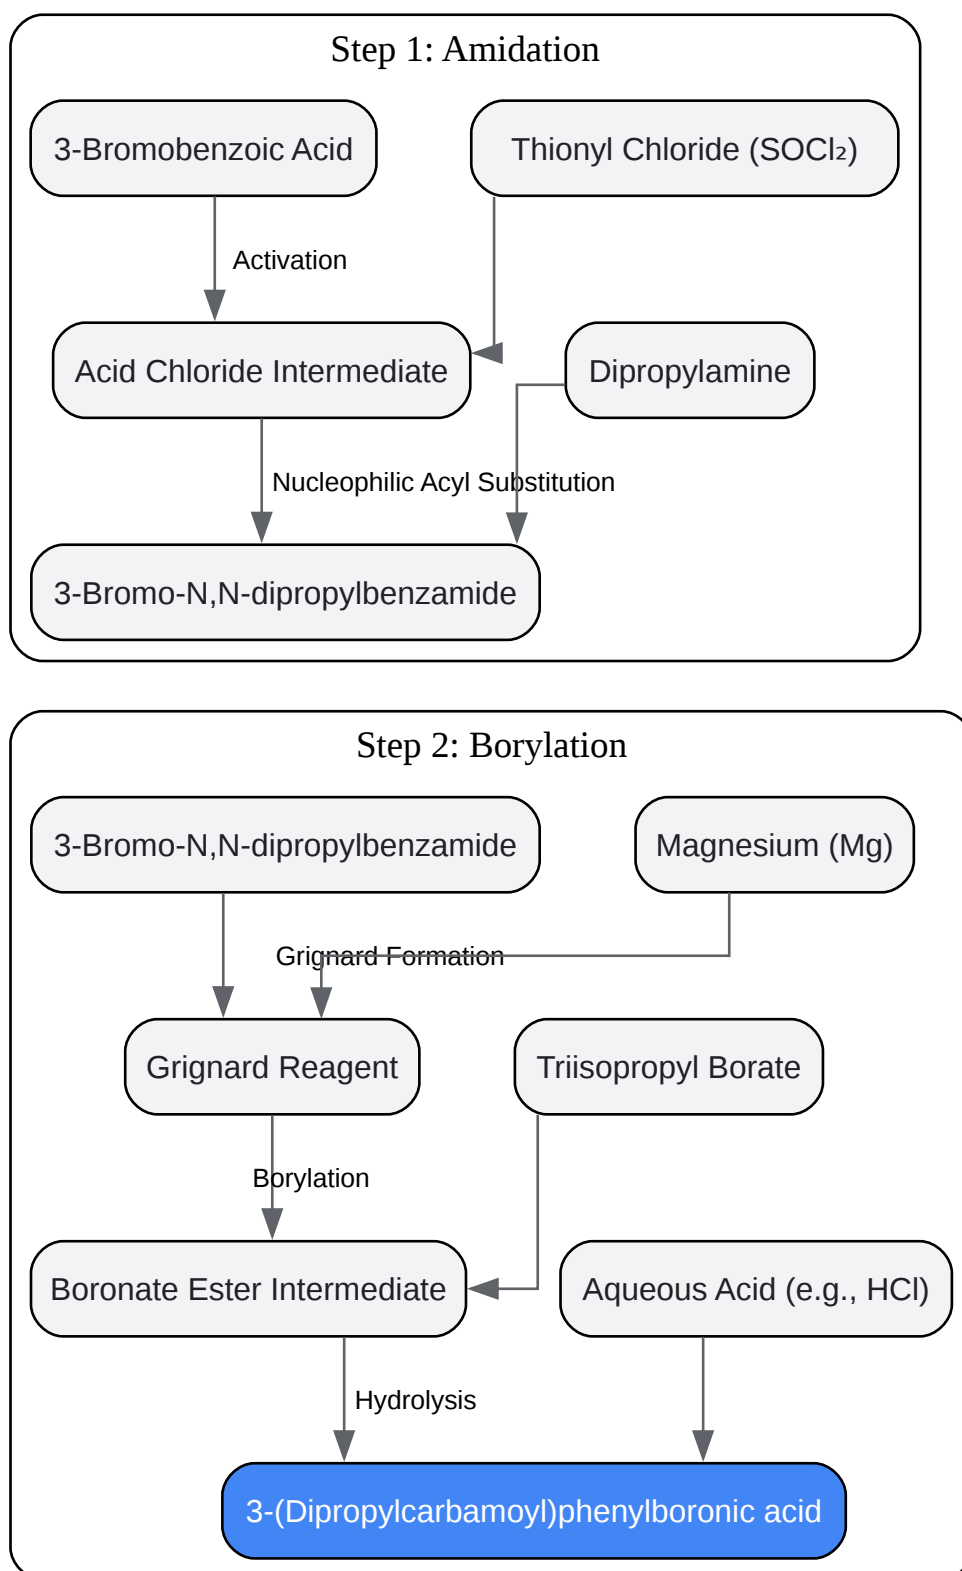 Step 1: Amidation
3-Bromobenzoic Acid
Thionyl Chloride (SOCl₂)
Activation
Acid Chloride Intermediate
Dipropylamine
Nucleophilic Acyl Substitution
3-Bromo-N,N-dipropylbenzamide
Step 2: Borylation
3-Bromo-N,N-dipropylbenzamide
Magnesium (Mg)
Grignard Formation
Grignard Reagent
Triisopropyl Borate
Borylation
Boronate Ester Intermediate
Aqueous Acid (e.g., HCl)
Hydrolysis
3-(Dipropylcarbamoyl)phenylboronic acid